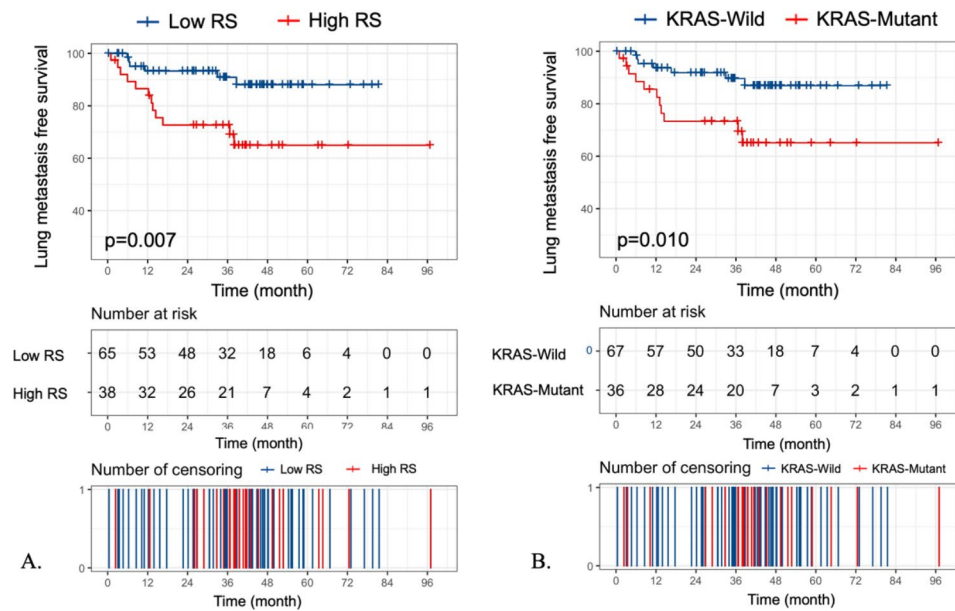 Low RS High RS
Lung metastasis free survival
100
80
60
40
p=0.007
0 12 24 36 48 60 72 84 96
Time (month)
Number at risk
Low RS 65 53 48 32 18 6 4 0 0
High RS 38 32 26 21 7 4 2 1 1
0 12 24 36 48 60 72 84 96
Time (month)
Number of censoring Low RS High RS
1
0
0 12 24 36 48 60 72 84 96
Time (month)
A.
KRAS-Wild KRAS-Mutant
Lung metastasis free survival
100
80
60
40
p=0.010
0 12 24 36 48 60 72 84 96
Time (month)
Number at risk
KRAS-Wild 0 67 57 50 33 18 7 4 0 0
KRAS-Mutant 36 28 24 20 7 3 2 1 1
0 12 24 36 48 60 72 84 96
Time (month)
Number of censoring KRAS-Wild KRAS-Mutant
1
0
0 12 24 36 48 60 72 84 96
Time (month)
B.